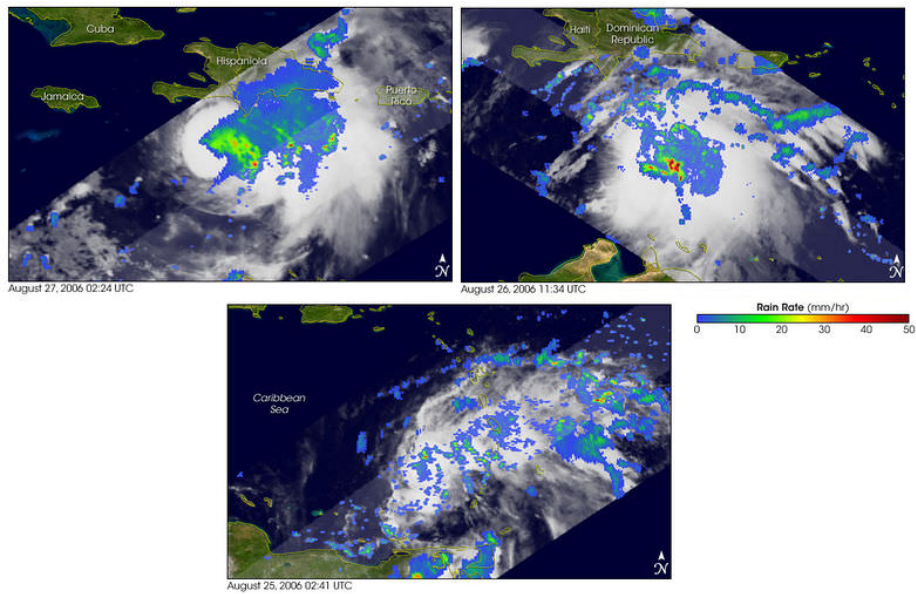 Cuba
Hispaniola
Jamaica
Puerto
Rico
N
August 27, 2006 02:24 UTC
Haiti
Dominican
Republic
N
August 26, 2006 11:34 UTC
Rain Rate (mm/hr)
0 10 20 30 40 50
Caribbean
Sea
N
August 25, 2006 02:41 UTC